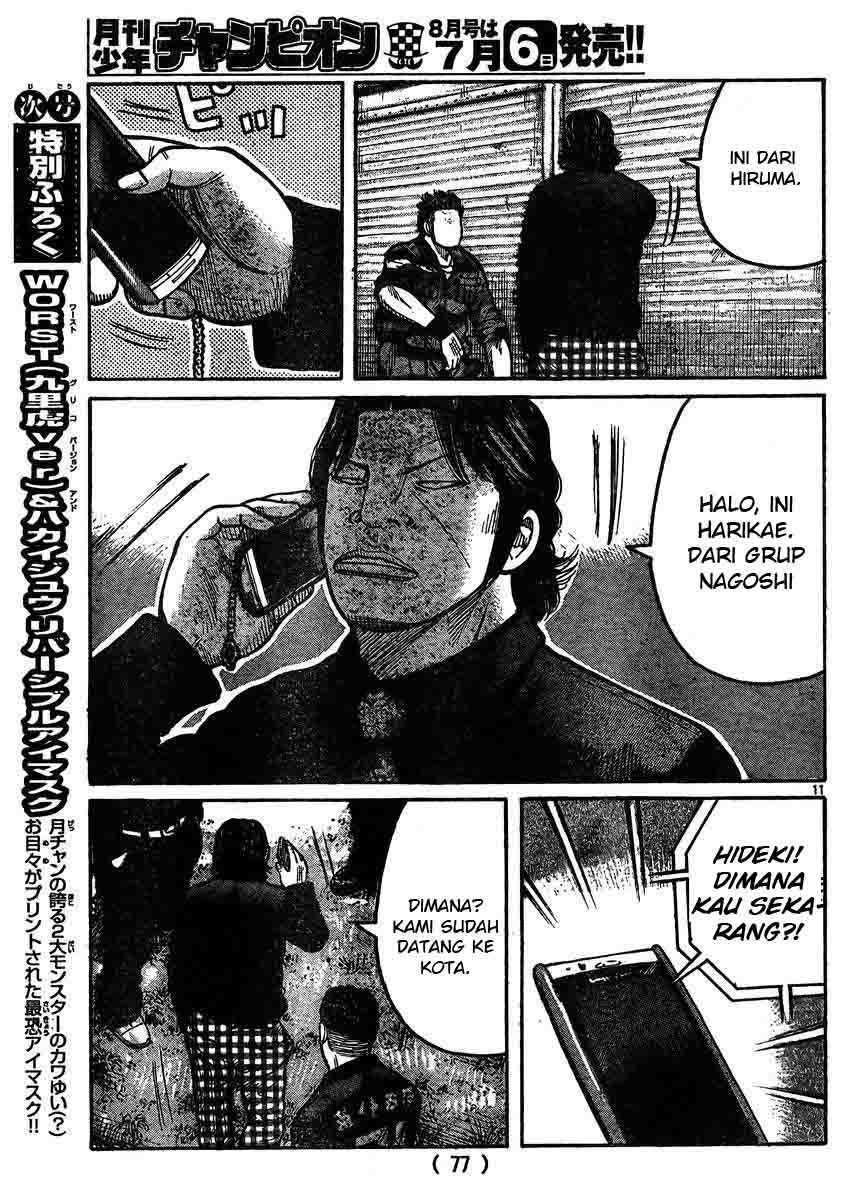 月刊
少年
チャンピオン
8月号は
7月6日発売!!
次号
特別ふろく
WORST(九里虎ver.)&ハカイジュウリバーシブルアイマスク
月チャンの誇る2大モンスターのカワゆい(?)
お目々がプリントされた最恐アイマスク!!
ピッ
INI DARI
HIRUMA.
HALO, INI
HARIKAE.
DARI GRUP
NAGOSHI
11
HIDEKI!
DIMANA
KAU SEKA-
RANG?!
DIMANA?
KAMI SUDAH
DATANG KE
KOTA.
( 77 )